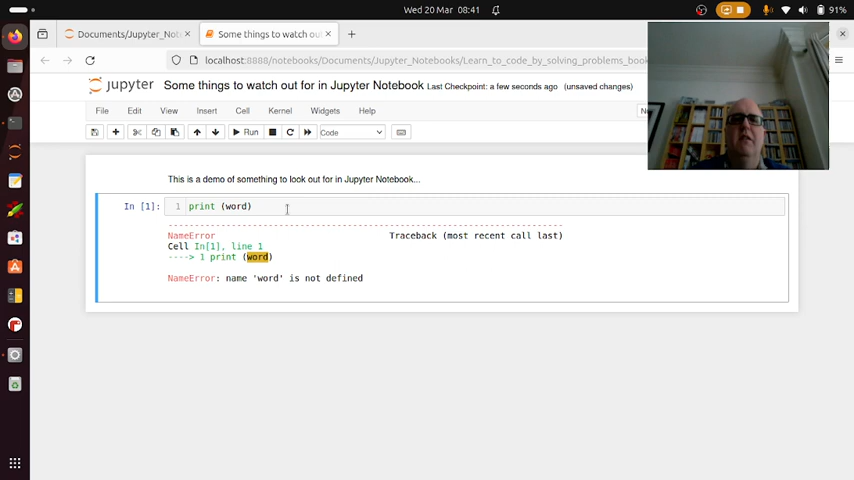 Wed 20 Mar 08:41
91%
Documents/Jupyter_Not
Some things to watch out
localhost:8888/notebooks/Documents/Jupyter_Notebooks/Learn_to_code_by_solving_problems_book
jupyter Some things to watch out for in Jupyter Notebook Last Checkpoint: a few seconds ago (unsaved changes)
File Edit View Insert Cell Kernel Widgets Help
Run Code
This is a demo of something to look out for in Jupyter Notebook...
In [1]: 1 print (word)
---------------------------------------------------------------------------
NameError Traceback (most recent call last)
Cell In[1], line 1
----> 1 print (word)
NameError: name 'word' is not defined